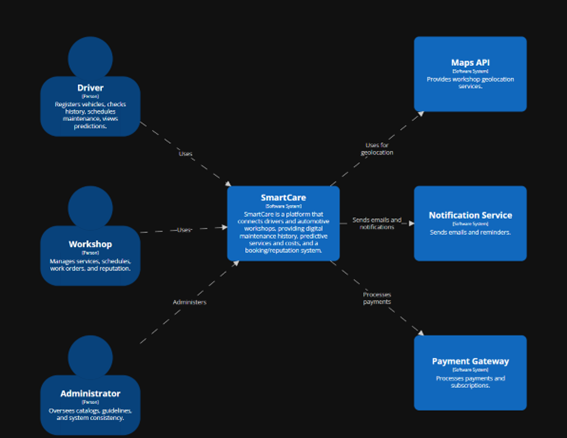 Driver
[Person]
Registers vehicles, checks
history, schedules
maintenance, views
predictions.
Uses
Workshop
[Person]
Manages services, schedules,
work orders, and reputation.
Uses
Administrator
[Person]
Oversees catalogs, guidelines,
and system consistency.
Administers
SmartCare
[Software System]
SmartCare is a platform that
connects drivers and automotive
workshops, providing digital
maintenance history, predictive
services and costs, and a
booking/reputation system.
Uses for
geolocation
Maps API
[Software System]
Provides workshop geolocation
services.
Sends emails and
notifications
Notification Service
[Software System]
Sends emails and reminders.
Processes
payments
Payment Gateway
[Software System]
Processes payments and
subscriptions.